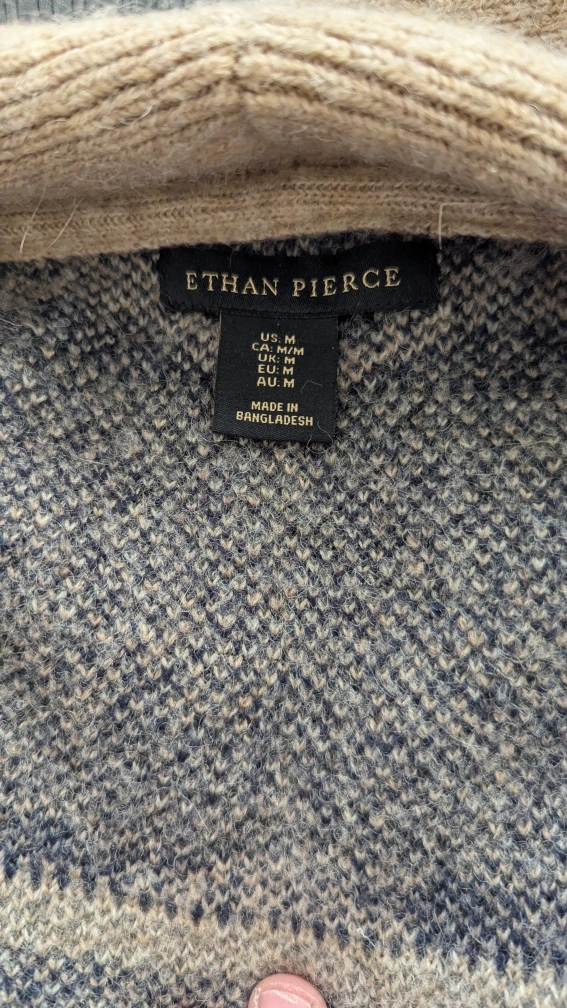 ETHAN PIERCE
US: M
CA: M/M
UK: M
EU: M
AU: M
MADE IN
BANGLADESH